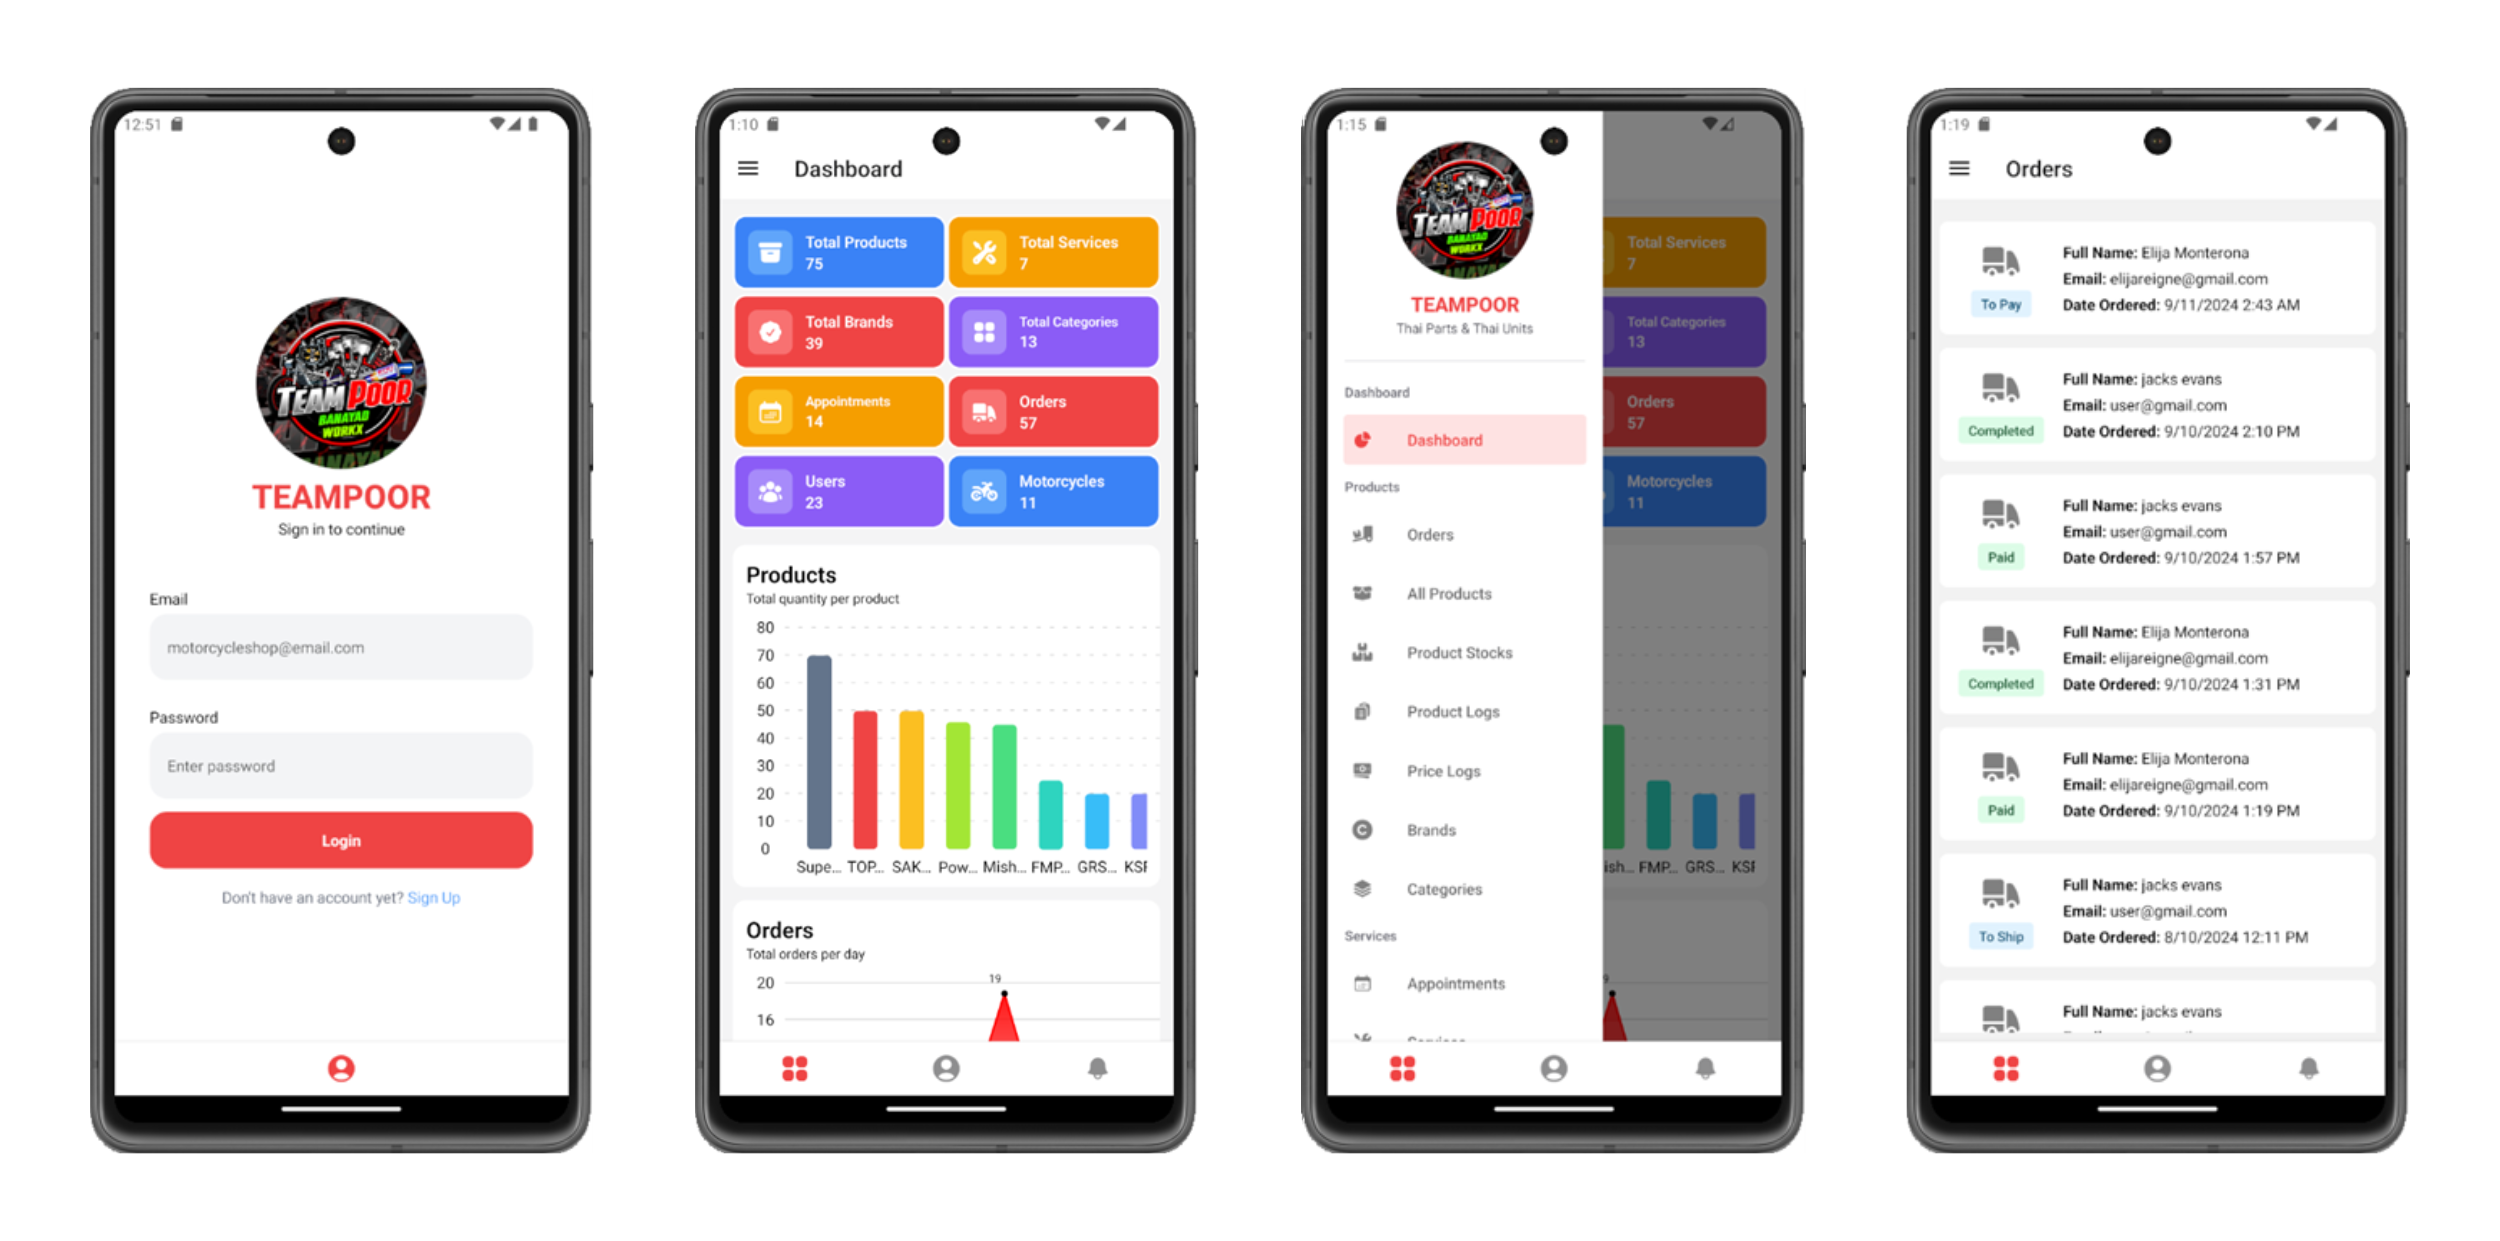 12:51
TEAMPOOR
BANAYAD
WORKX
TEAMPOOR
Sign in to continue
Email
motorcycleshop@email.com
Password
Enter password
Login
Don't have an account yet? Sign Up
1:10
Dashboard
Total Products
75
Total Services
7
Total Brands
39
Total Categories
13
Appointments
14
Orders
57
Users
23
Motorcycles
11
Products
Total quantity per product
80
70
60
50
40
30
20
10
0
Supe... TOP... SAK... Pow... Mish... FMP... GRS... KSF
Orders
Total orders per day
20
19
16
1:15
TEAMPOOR
BANAYAD
WORKX
TEAMPOOR
Thai Parts & Thai Units
Dashboard
Dashboard
Products
Orders
All Products
Product Stocks
Product Logs
Price Logs
Brands
Categories
Services
Appointments
Services
Total Services
7
Total Categories
13
Orders
57
Motorcycles
11
ish... FMP... GRS... KSF
9
1:19
Orders
To Pay
Full Name: Elija Monterona
Email: elijareigne@gmail.com
Date Ordered: 9/11/2024 2:43 AM
Completed
Full Name: jacks evans
Email: user@gmail.com
Date Ordered: 9/10/2024 2:10 PM
Paid
Full Name: jacks evans
Email: user@gmail.com
Date Ordered: 9/10/2024 1:57 PM
Completed
Full Name: Elija Monterona
Email: elijareigne@gmail.com
Date Ordered: 9/10/2024 1:31 PM
Paid
Full Name: Elija Monterona
Email: elijareigne@gmail.com
Date Ordered: 9/10/2024 1:19 PM
To Ship
Full Name: jacks evans
Email: user@gmail.com
Date Ordered: 8/10/2024 12:11 PM
Full Name: jacks evans